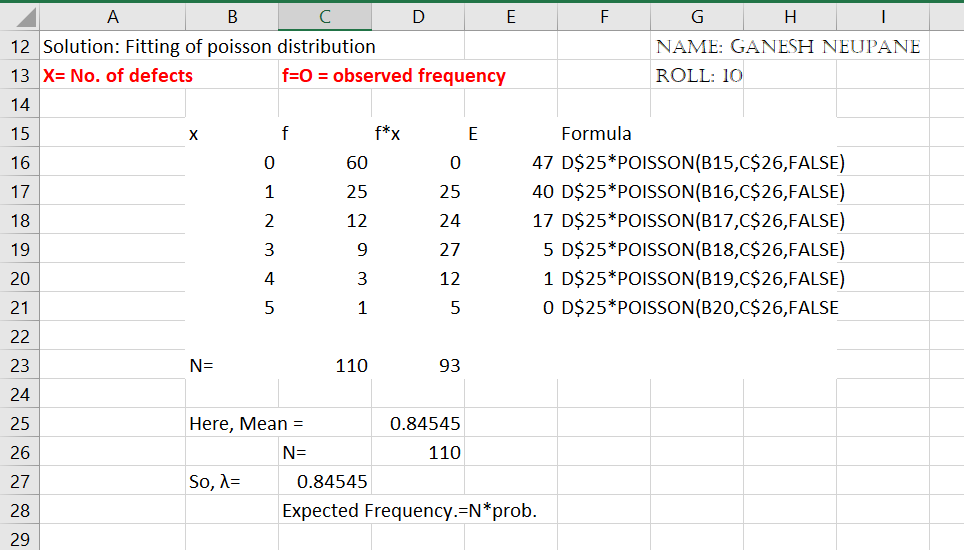 A B C D E F G H I
12 Solution: Fitting of poisson distribution NAME: GANESH NEUPANE
13 X= No. of defects f=O = observed frequency ROLL: 10
14
15 x f f*x E Formula
16 0 60 0 47 D$25*POISSON(B15,C$26,FALSE)
17 1 25 25 40 D$25*POISSON(B16,C$26,FALSE)
18 2 12 24 17 D$25*POISSON(B17,C$26,FALSE)
19 3 9 27 5 D$25*POISSON(B18,C$26,FALSE)
20 4 3 12 1 D$25*POISSON(B19,C$26,FALSE)
21 5 1 5 0 D$25*POISSON(B20,C$26,FALSE
22
23 N= 110 93
24
25 Here, Mean = 0.84545
26 N= 110
27 So, λ= 0.84545
28 Expected Frequency.=N*prob.
29